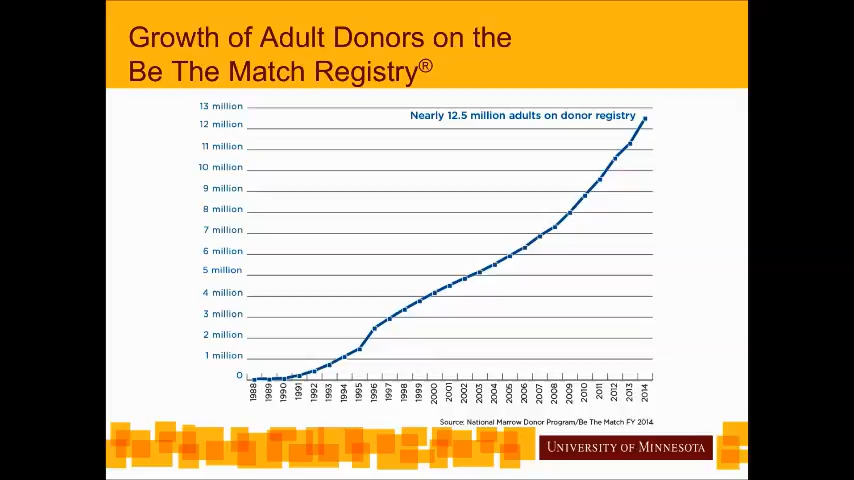 Growth of Adult Donors on the
Be The Match Registry®
13 million
Nearly 12.5 million adults on donor registry
12 million
11 million
10 million
9 million
8 million
7 million
6 million
5 million
4 million
3 million
2 million
1 million
0
1988 1989 1990 1991 1992 1993 1994 1995 1996 1997 1998 1999 2000 2001 2002 2003 2004 2005 2006 2007 2008 2009 2010 2011 2012 2013 2014
Source: National Marrow Donor Program/Be The Match FY 2014
UNIVERSITY OF MINNESOTA